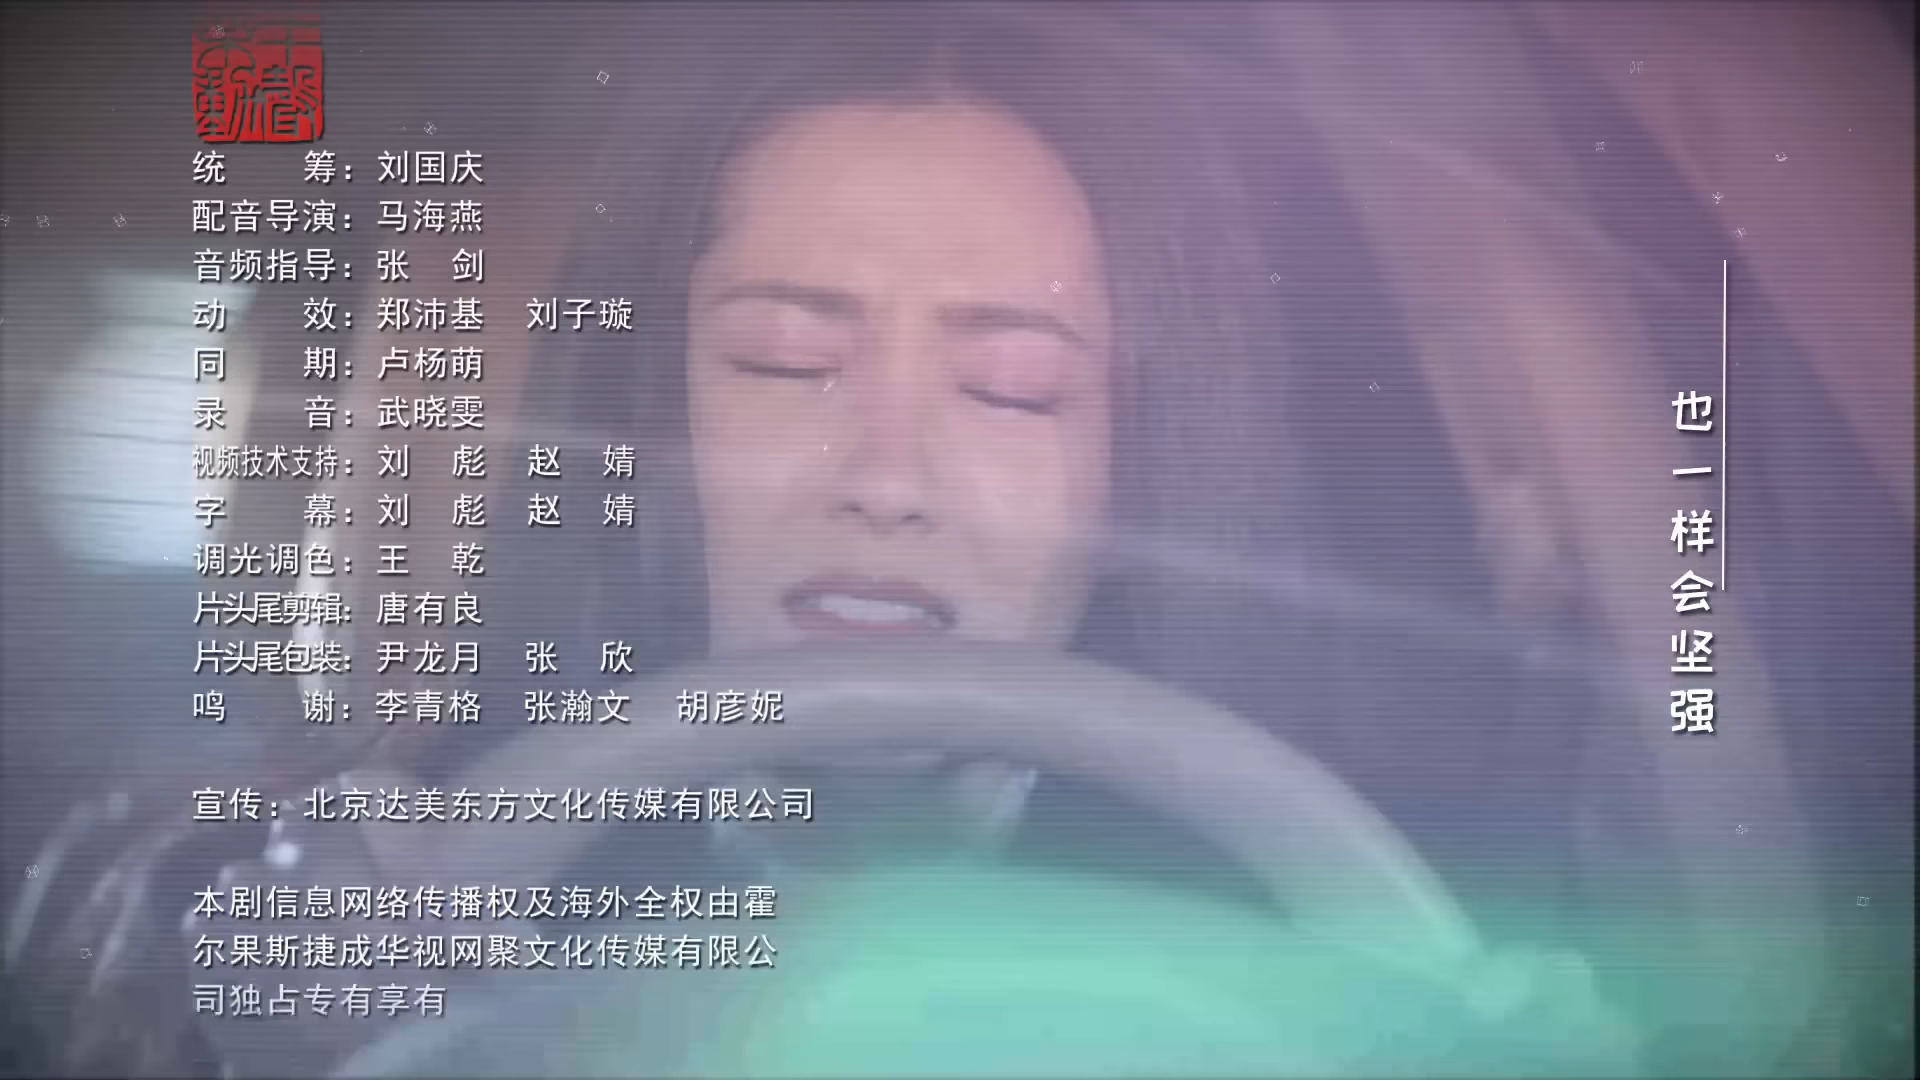 统筹：刘国庆
配音导演：马海燕
音频指导：张 剑
动效：郑沛基 刘子璇
同期：卢杨萌
录音：武晓雯
视频技术支持：刘 彪 赵 婧
字幕：刘 彪 赵 婧
调光调色：王 乾
片头尾剪辑：唐有良
片头尾包装：尹龙月 张 欣
鸣谢：李青格 张瀚文 胡彦妮
宣传：北京达美东方文化传媒有限公司
本剧信息网络传播权及海外全权由霍
尔果斯捷成华视网聚文化传媒有限公
司独占专有享有
也一样会坚强